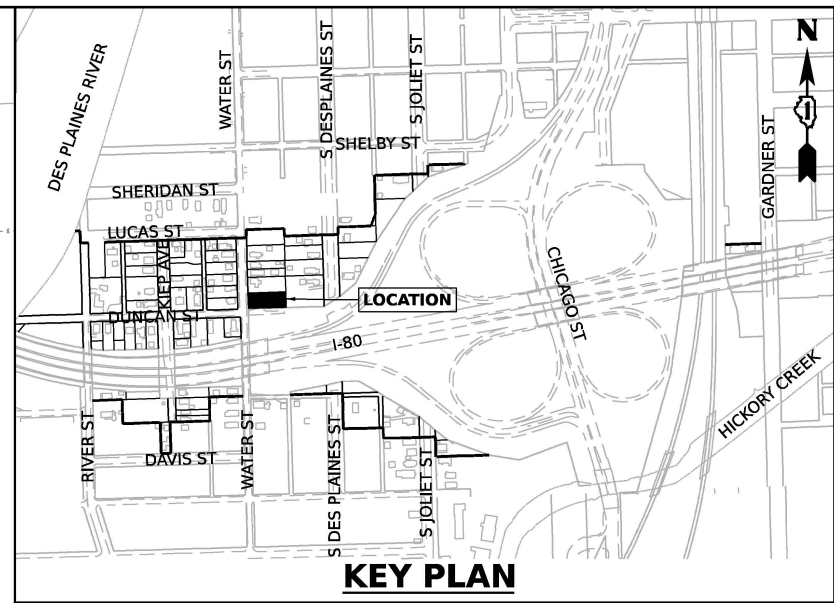 N
DES PLAINES RIVER
WATER ST
S DESPLAINES ST
S JOLIET ST
SHELBY ST
GARDNER ST
SHERIDAN ST
LUCAS ST
KIEP AVE
CHICAGO ST
LOCATION
DUNCAN ST
I-80
HICKORY CREEK
RIVER ST
DAVIS ST
WATER ST
S DES PLAINES ST
S JOLIET ST
KEY PLAN